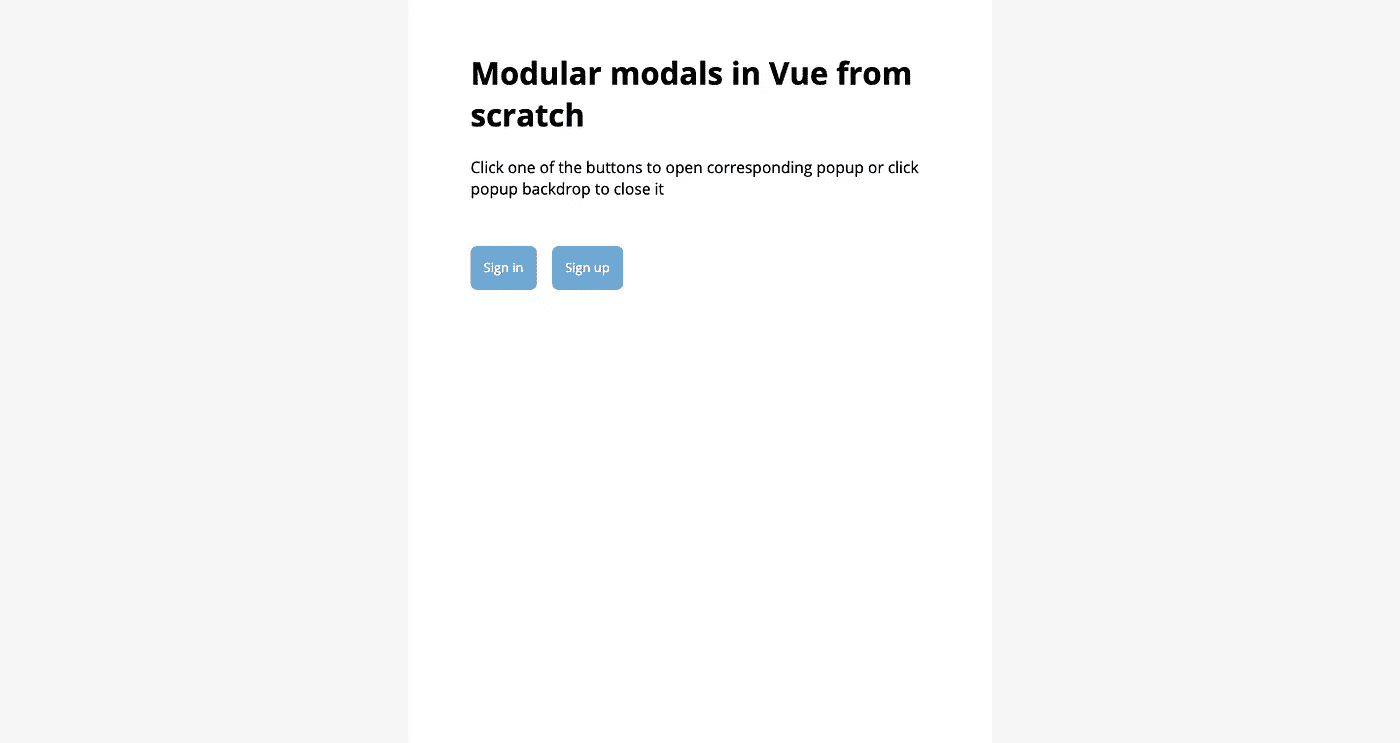 Modular modals in Vue from
scratch
Click one of the buttons to open corresponding popup or click
popup backdrop to close it
Sign in
Sign up